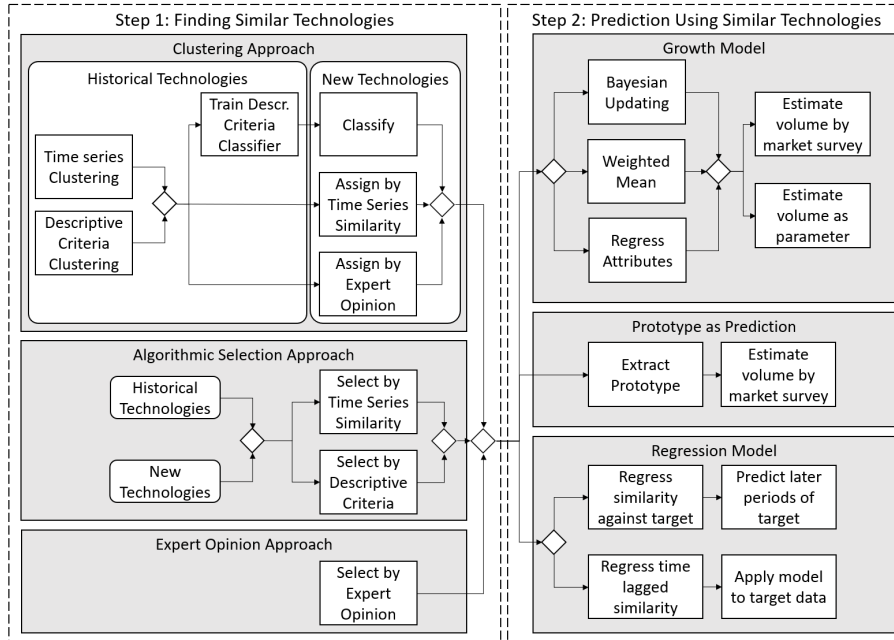 Step 1: Finding Similar Technologies
Clustering Approach
Historical Technologies
New Technologies
Time series
Clustering
Descriptive
Criteria
Clustering
Train Descr.
Criteria
Classifier
Classify
Assign by
Time Series
Similarity
Assign by
Expert
Opinion
Algorithmic Selection Approach
Historical
Technologies
New
Technologies
Select by
Time Series
Similarity
Select by
Descriptive
Criteria
Expert Opinion Approach
Select by
Expert
Opinion
Step 2: Prediction Using Similar Technologies
Growth Model
Bayesian
Updating
Weighted
Mean
Regress
Attributes
Estimate
volume by
market survey
Estimate
volume as
parameter
Prototype as Prediction
Extract
Prototype
Estimate
volume by
market survey
Regression Model
Regress
similarity
against target
Predict later
periods of
target
Regress time
lagged
similarity
Apply model
to target data